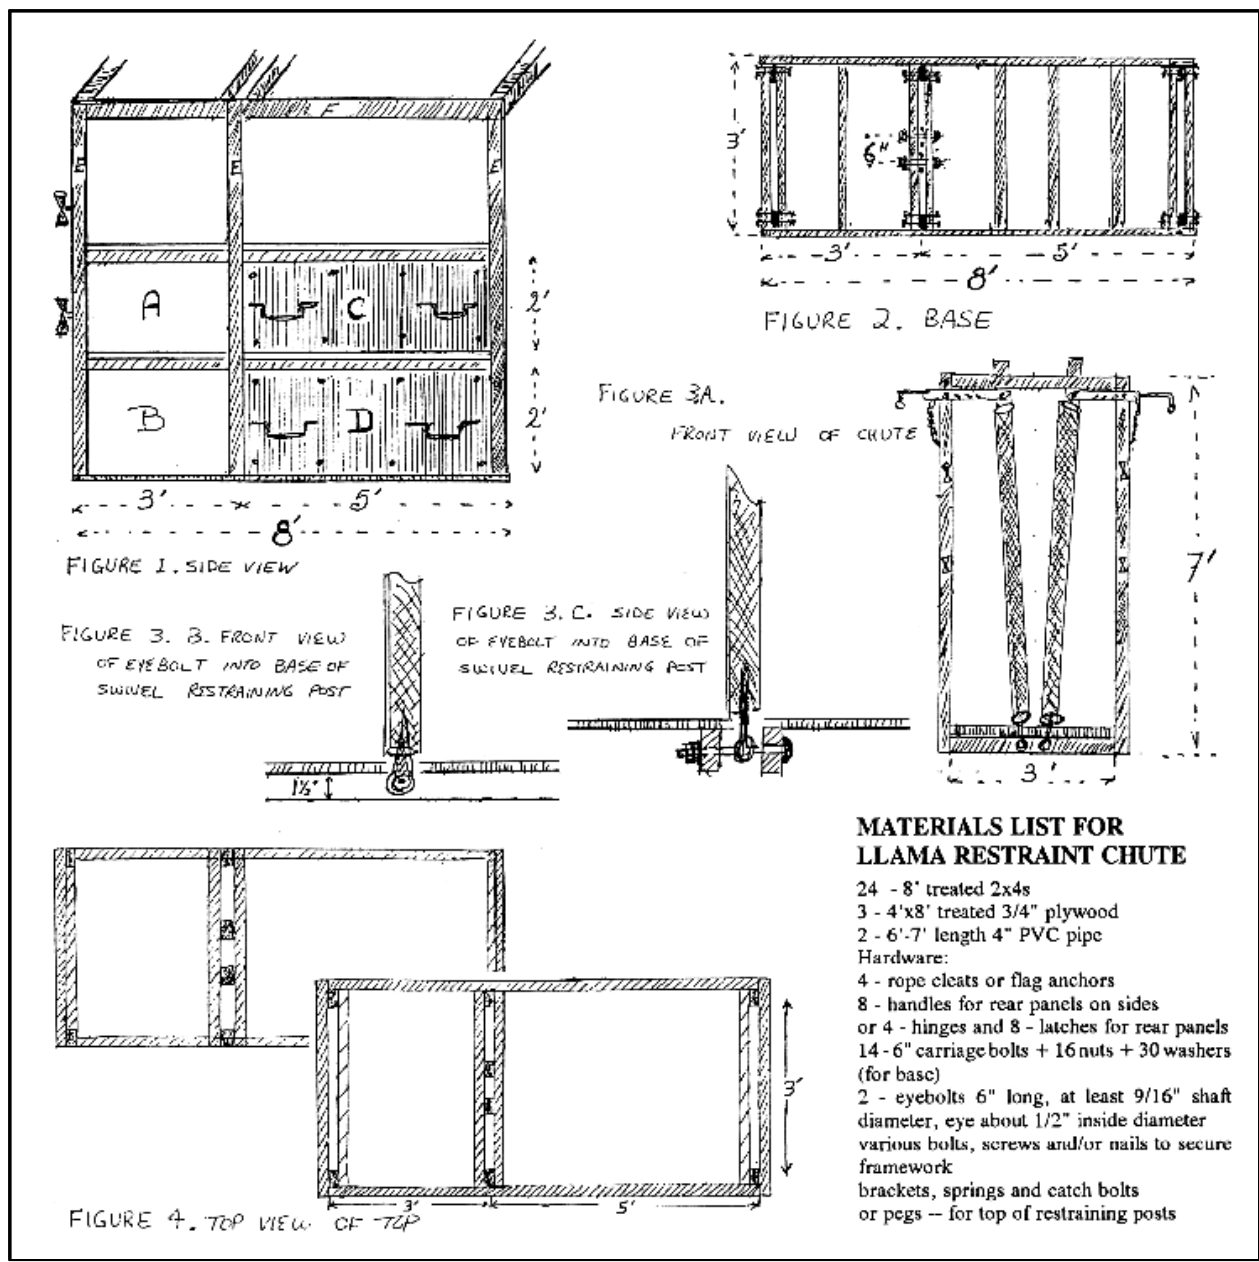 F
E
E
E
A
C
B
D
2'
2'
3'
5'
8'
FIGURE 1. SIDE VIEW
3'
6"
3'
5'
8'
FIGURE 2. BASE
FIGURE 3A.
FRONT VIEW OF CHUTE
7'
3'
FIGURE 3. B. FRONT VIEW
OF EYEBOLT INTO BASE OF
SWIVEL RESTRAINING POST
1½"
FIGURE 3. C. SIDE VIEW
OF EYEBOLT INTO BASE OF
SWIVEL RESTRAINING POST
3'
3'
5'
FIGURE 4. TOP VIEW OF TOP
MATERIALS LIST FOR
LLAMA RESTRAINT CHUTE
24 - 8' treated 2x4s
3 - 4'x8' treated 3/4" plywood
2 - 6'-7' length 4" PVC pipe
Hardware:
4 - rope cleats or flag anchors
8 - handles for rear panels on sides
or 4 - hinges and 8 - latches for rear panels
14 - 6" carriage bolts + 16 nuts + 30 washers
(for base)
2 - eyebolts 6" long, at least 9/16" shaft
diameter, eye about 1/2" inside diameter
various bolts, screws and/or nails to secure
framework
brackets, springs and catch bolts
or pegs -- for top of restraining posts